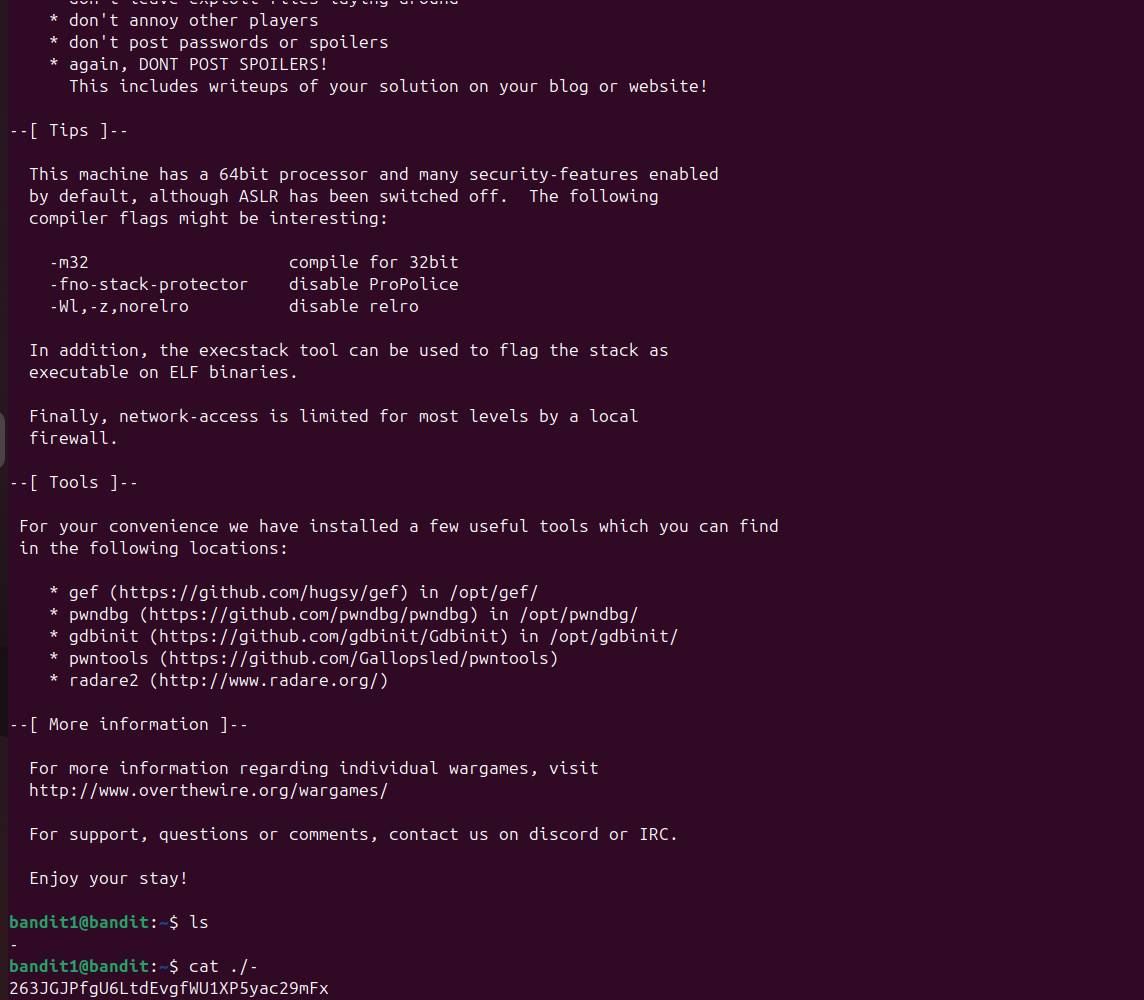 * don't leave exploit files laying around
* don't annoy other players
* don't post passwords or spoilers
* again, DONT POST SPOILERS!
This includes writeups of your solution on your blog or website!
--[ Tips ]--
This machine has a 64bit processor and many security-features enabled
by default, although ASLR has been switched off.  The following
compiler flags might be interesting:
-m32                    compile for 32bit
-fno-stack-protector    disable ProPolice
-Wl,-z,norelro          disable relro
In addition, the execstack tool can be used to flag the stack as
executable on ELF binaries.
Finally, network-access is limited for most levels by a local
firewall.
--[ Tools ]--
For your convenience we have installed a few useful tools which you can find
in the following locations:
* gef (https://github.com/hugsy/gef) in /opt/gef/
* pwndbg (https://github.com/pwndbg/pwndbg) in /opt/pwndbg/
* gdbinit (https://github.com/gdbinit/Gdbinit) in /opt/gdbinit/
* pwntools (https://github.com/Gallopsled/pwntools)
* radare2 (http://www.radare.org/)
--[ More information ]--
For more information regarding individual wargames, visit
http://www.overthewire.org/wargames/
For support, questions or comments, contact us on discord or IRC.
Enjoy your stay!
bandit1@bandit:~$ ls
-
bandit1@bandit:~$ cat ./-
263JGJPfgU6LtdEvgfWU1XP5yac29mFx